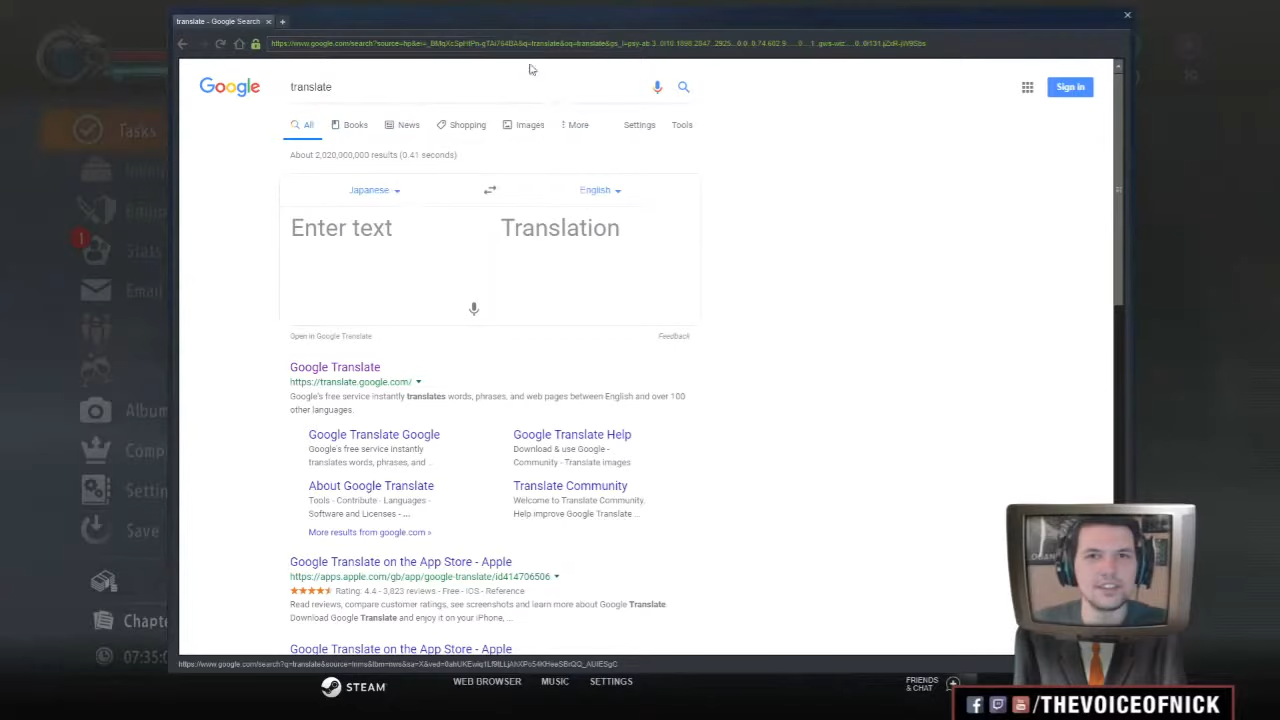 translate - Google Search
Google
translate
Sign in
All
Books
News
Shopping
Images
More
Settings
Tools
About 2,020,000,000 results (0.41 seconds)
Japanese
English
Enter text
Translation
Open in Google Translate
Feedback
Google Translate
https://translate.google.com/
Google's free service instantly translates words, phrases, and web pages between English and over 100
other languages.
Google Translate Google
Google's free service instantly
translates words, phrases, and ...
Google Translate Help
Download & use Google -
Community - Translate images
About Google Translate
Tools - Contribute - Languages -
Software and Licenses - ...
Translate Community
Welcome to Translate Community.
Help improve Google Translate ...
More results from google.com »
Google Translate on the App Store - Apple
https://apps.apple.com/gb/app/google-translate/id414706506
Rating: 4.4 - 3,823 reviews - Free - iOS - Reference
Read reviews, compare customer ratings, see screenshots and learn more about Google Translate
Download Google Translate and enjoy it on your iPhone, ...
Google Translate on the App Store - Apple
Tasks
1
Stats
Email
Album
Save
07:35:0
STEAM
WEB BROWSER
MUSIC
SETTINGS
FRIENDS
& CHAT
/THEVOICEOFNICK